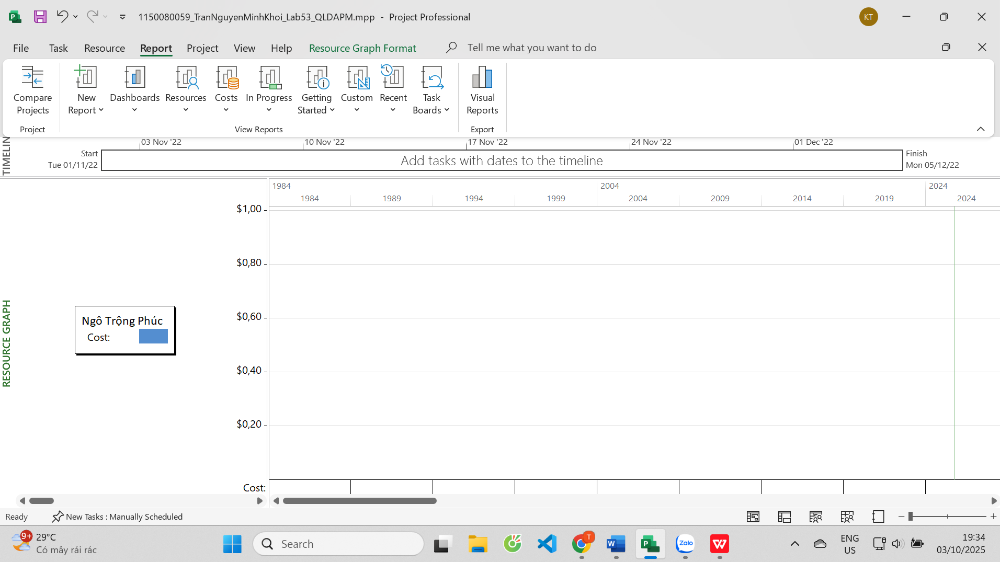 1150080059_TranNguyenMinhKhoi_Lab53_QLDAPM.mpp - Project Professional
KT
File Task Resource Report Project View Help Resource Graph Format Tell me what you want to do
Compare Projects
New Report
Dashboards
Resources
Costs
In Progress
Getting Started
Custom
Recent
Task Boards
Visual Reports
Project
View Reports
Export
TIMELIN
03 Nov '22 10 Nov '22 17 Nov '22 24 Nov '22 01 Dec '22
Start
Tue 01/11/22
Add tasks with dates to the timeline
Finish
Mon 05/12/22
1984 2004 2024
1984 1989 1994 1999 2004 2009 2014 2019 2024
$1,00
$0,80
$0,60
$0,40
$0,20
RESOURCE GRAPH
Ngô Trọng Phúc
Cost:
Cost:
Ready New Tasks : Manually Scheduled
9+
29°C
Có mây rải rác
Search
T
Zalo
ENG
US
19:34
03/10/2025